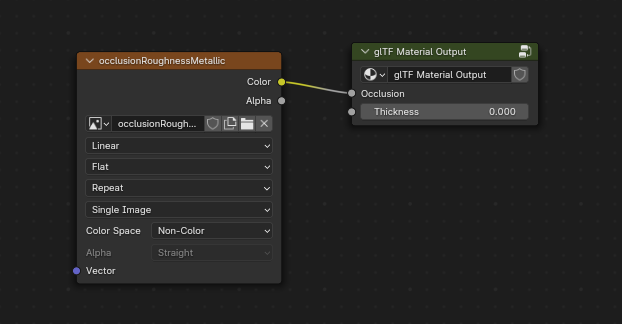 occlusionRoughnessMetallic
Color
Alpha
occlusionRough...
Linear
Flat
Repeat
Single Image
Color Space Non-Color
Alpha Straight
Vector
glTF Material Output
glTF Material Output
Occlusion
Thickness 0.000